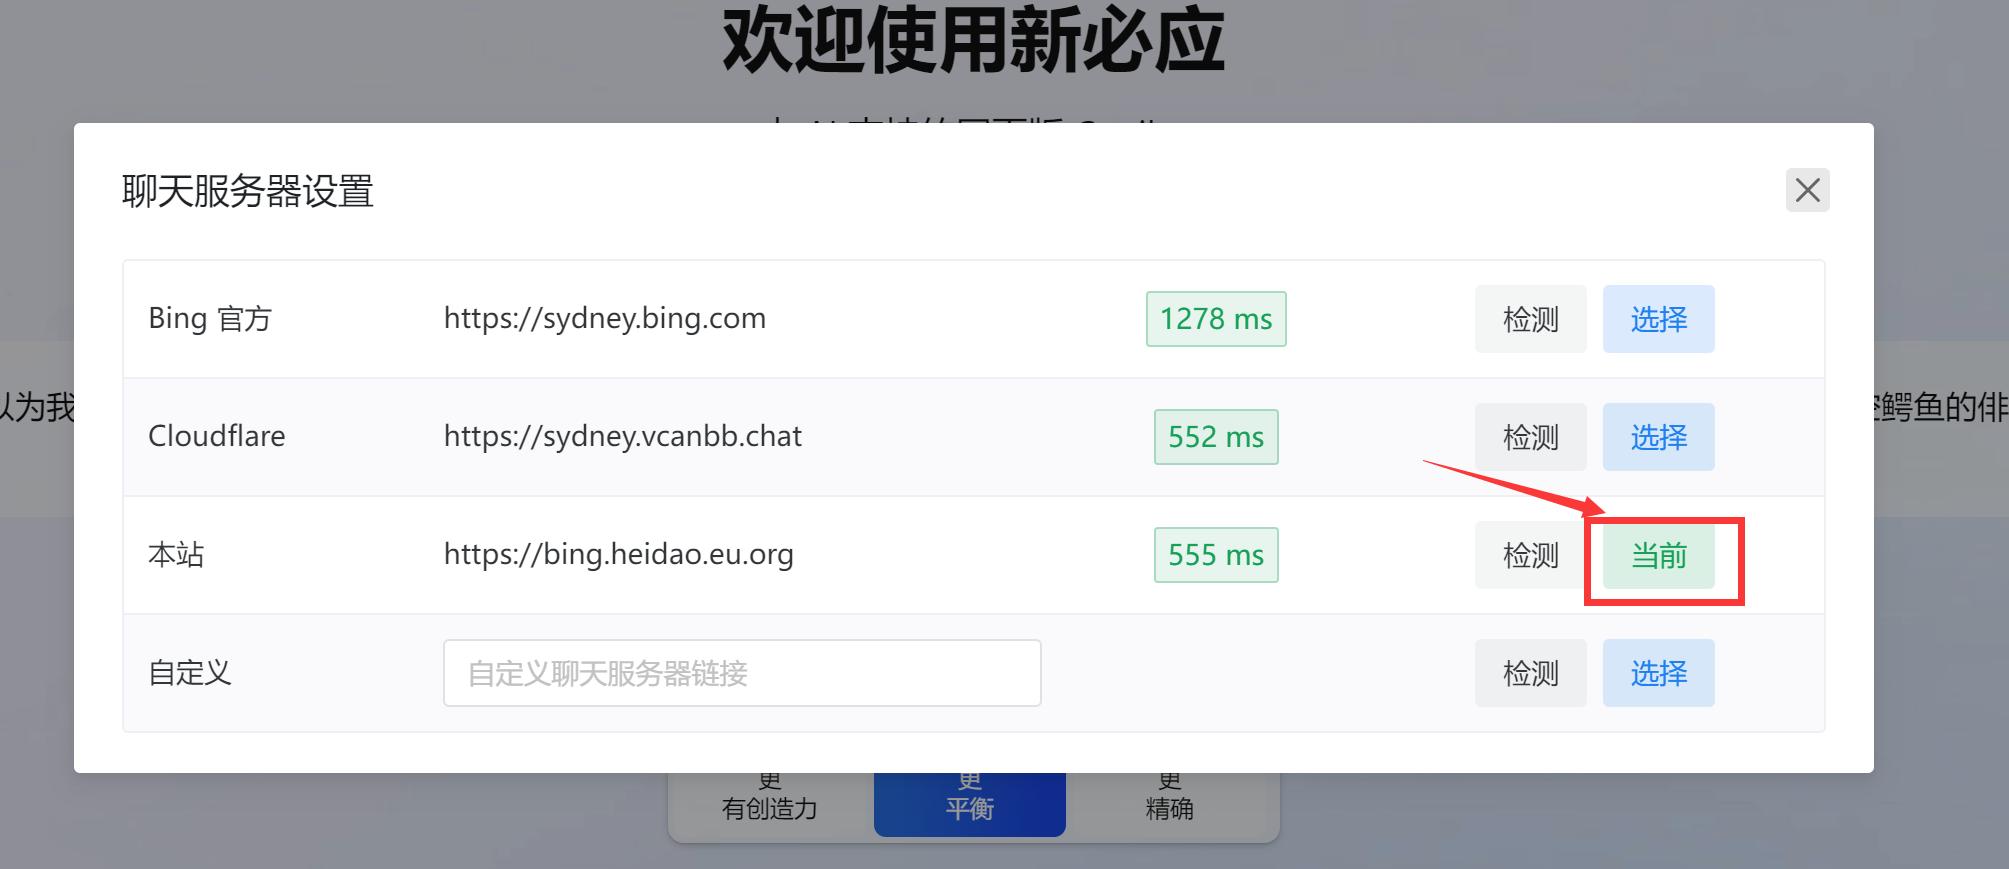 欢迎使用新必应
聊天服务器设置
Bing 官方 https://sydney.bing.com 1278 ms 检测 选择
以为我
鳄鱼的俳
Cloudflare https://sydney.vcanbb.chat 552 ms 检测 选择
本站 https://bing.heidao.eu.org 555 ms 检测 当前
自定义 自定义聊天服务器链接 检测 选择
更 更 更
有创造力 平衡 精确